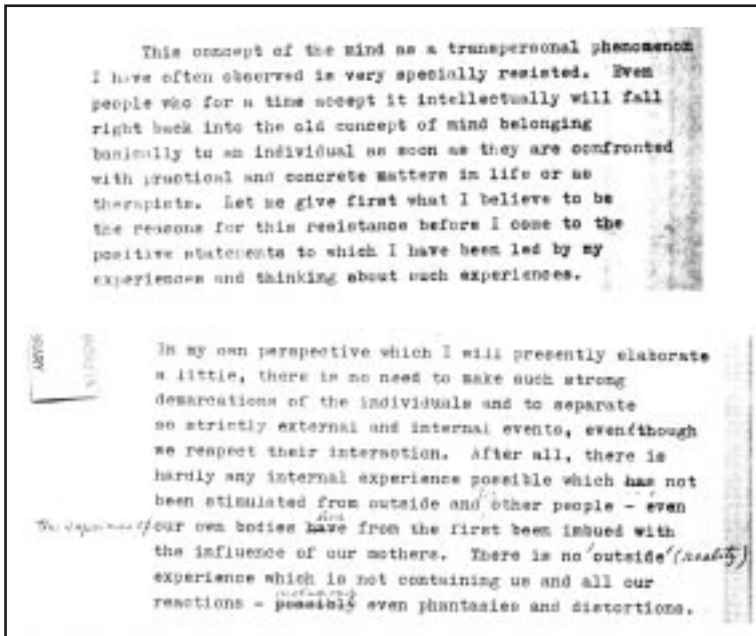 This concept of the mind as a transpersonal phenomenon
I have often observed is very specially resisted. Even
people who for a time accept it intellectually will fall
right back into the old concept of mind belonging
basically to an individual as soon as they are confronted
with practical and concrete matters in life or as
therapists. Let me give first what I believe to be
the reasons for this resistance before I come to the
positive statements to which I have been led by my
experiences and thinking about such experiences.
In my own perspective which I will presently elaborate
a little, there is no need to make such strong
demarcations of the individuals and to separate
so strictly external and internal events, even though
we respect their interaction. After all, there is
hardly any internal experience possible which has not
been stimulated from outside and other people - even
The experience of our own bodies have from the first been imbued with
the influence of our mothers. There is no 'outside' (reality)
experience which is not containing us and all our
reactions - possibly even phantasies and distortions.